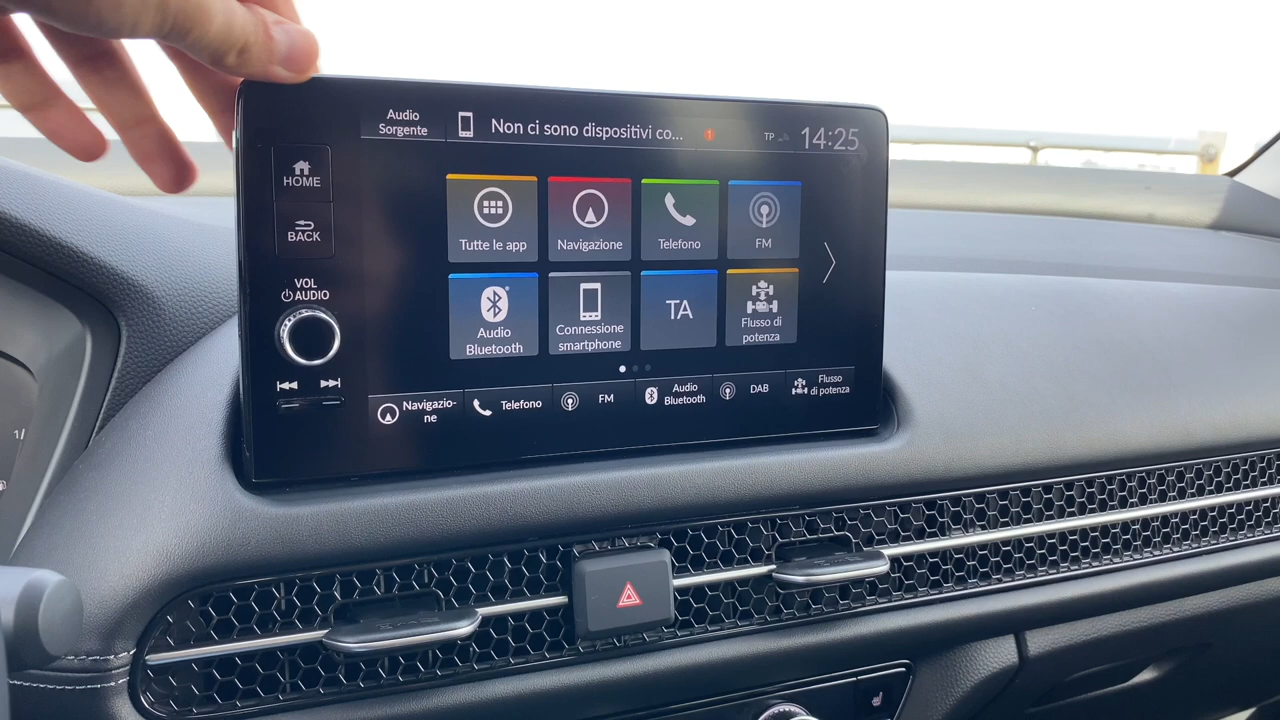 Audio
Sorgente
Non ci sono dispositivi co...
1
TP
14:25
HOME
BACK
VOL
AUDIO
Tutte le app
Navigazione
Telefono
FM
Audio
Bluetooth
Connessione
smartphone
TA
Flusso di
potenza
Navigazio-
ne
Telefono
FM
Audio
Bluetooth
DAB
Flusso
di potenza